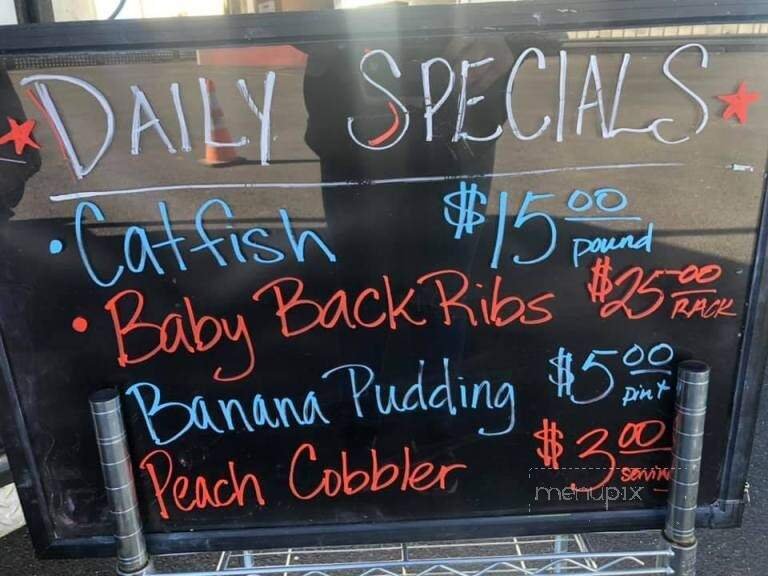 DAILY SPECIALS
• Catfish $15.00 pound
• Baby Back Ribs $25.00 RACK
Banana Pudding $5.00 pint
Peach Cobbler $3.00
menupix